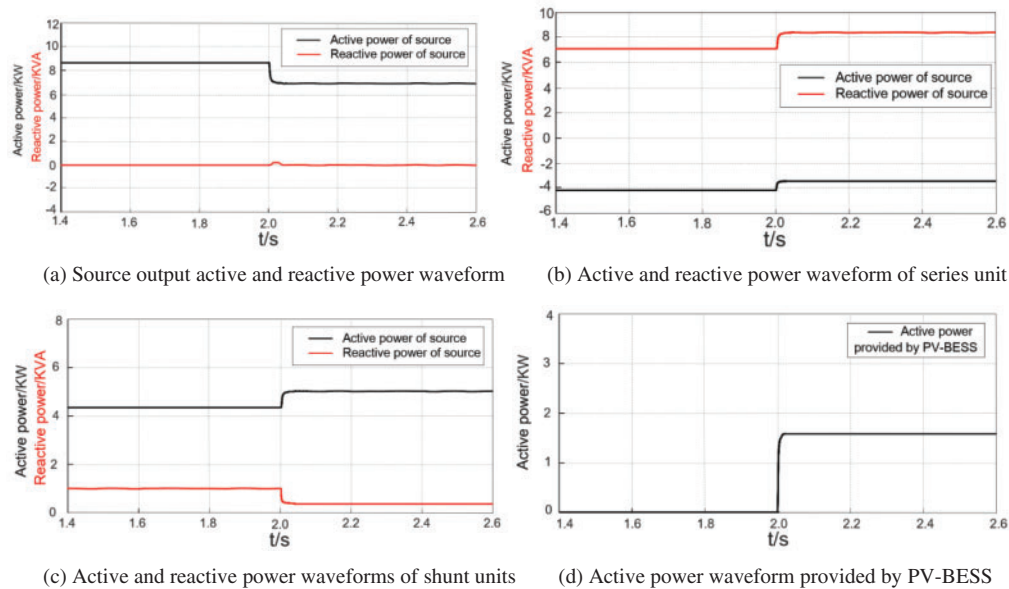 12
10
8
6
4
2
0
-2
-4
Active power/KW
Reactive power/KVA
Active power of source
Reactive power of source
1.4 1.6 1.8 2.0 2.2 2.4 2.6
t/s
(a) Source output active and reactive power waveform
10
8
6
4
2
0
-2
-4
-6
Active power/KW
Reactive power/KVA
Active power of source
Reactive power of source
1.4 1.6 1.8 2.0 2.2 2.4 2.6
t/s
(b) Active and reactive power waveform of series unit
8
6
4
2
0
Active power/KW
Reactive power/KVA
Active power of source
Reactive power of source
1.4 1.6 1.8 2.0 2.2 2.4 2.6
t/s
(c) Active and reactive power waveforms of shunt units
4
3
2
1
0
Active power/KW
Active power
provided by PV-BESS
1.4 1.6 1.8 2.0 2.2 2.4 2.6
t/s
(d) Active power waveform provided by PV-BESS